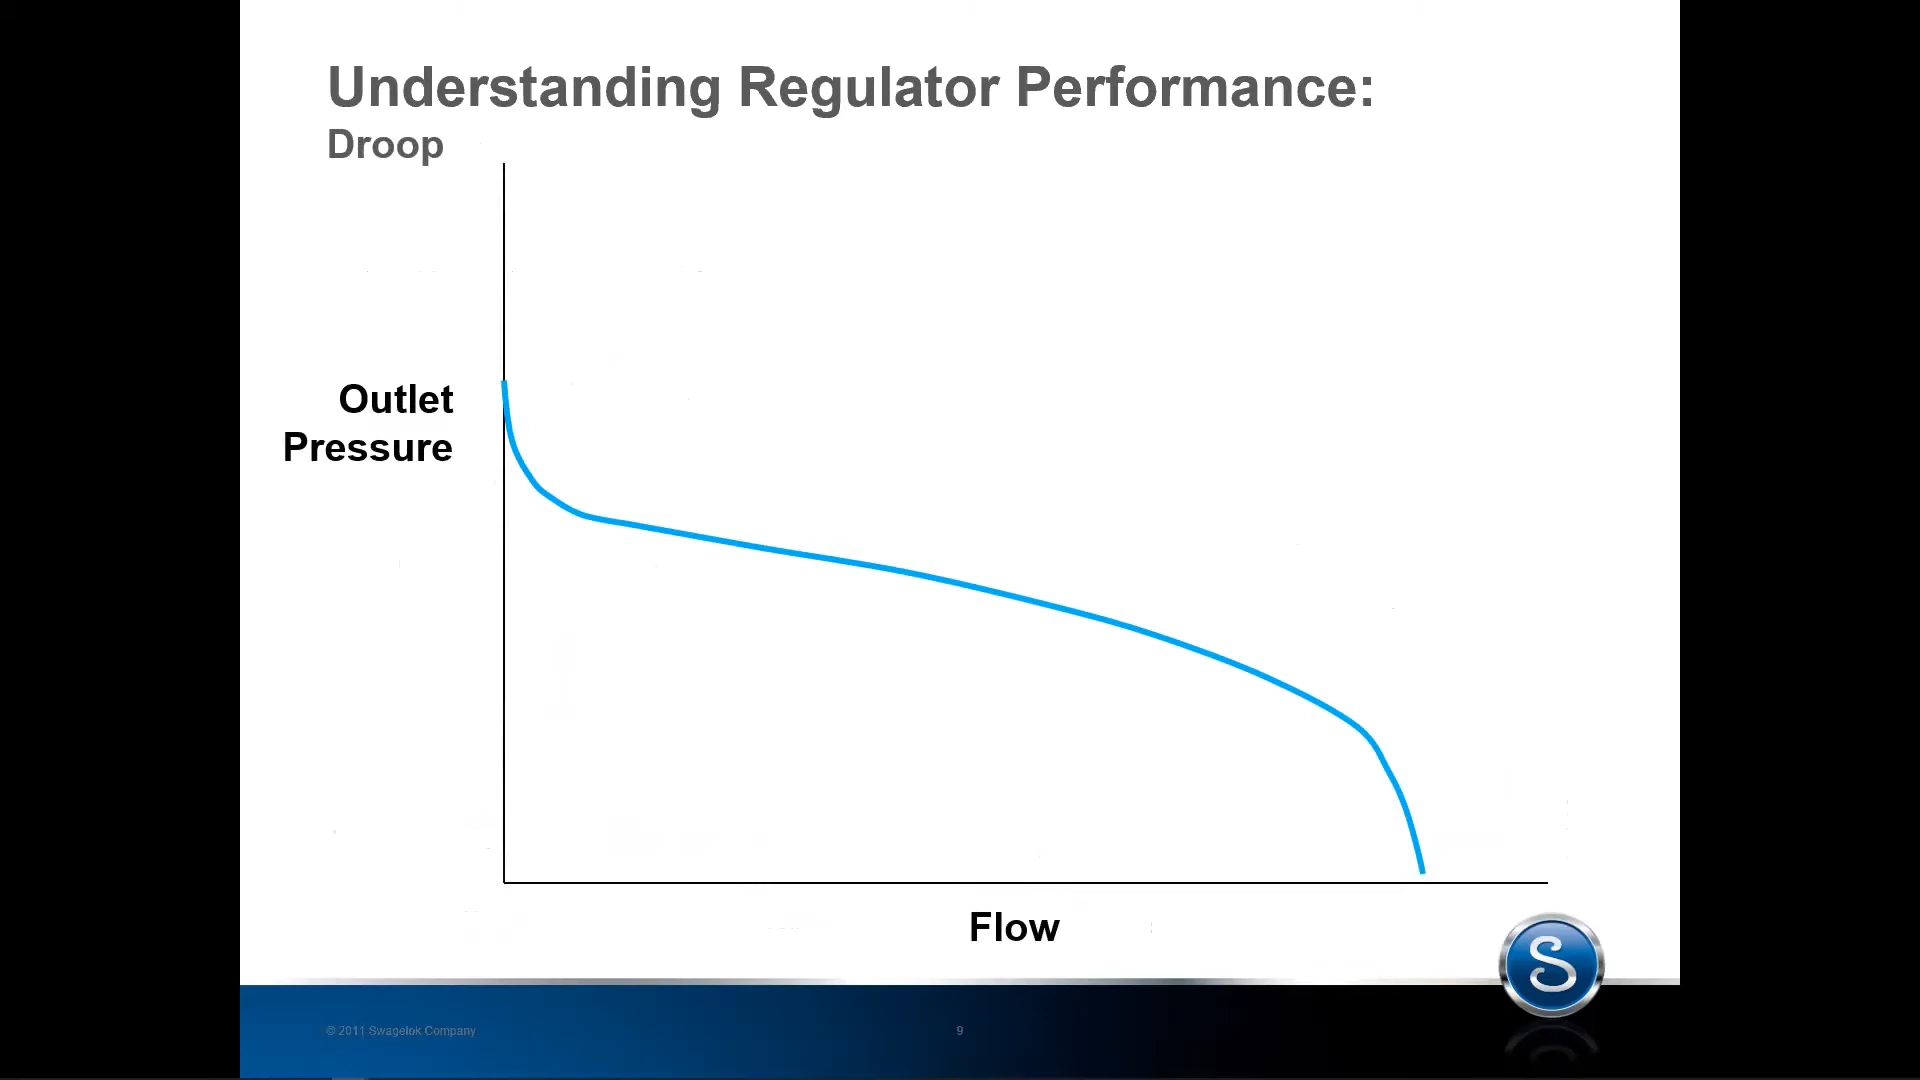 Understanding Regulator Performance:
Droop
Outlet
Pressure
Flow
S
© 2011 Swagelok Company
9